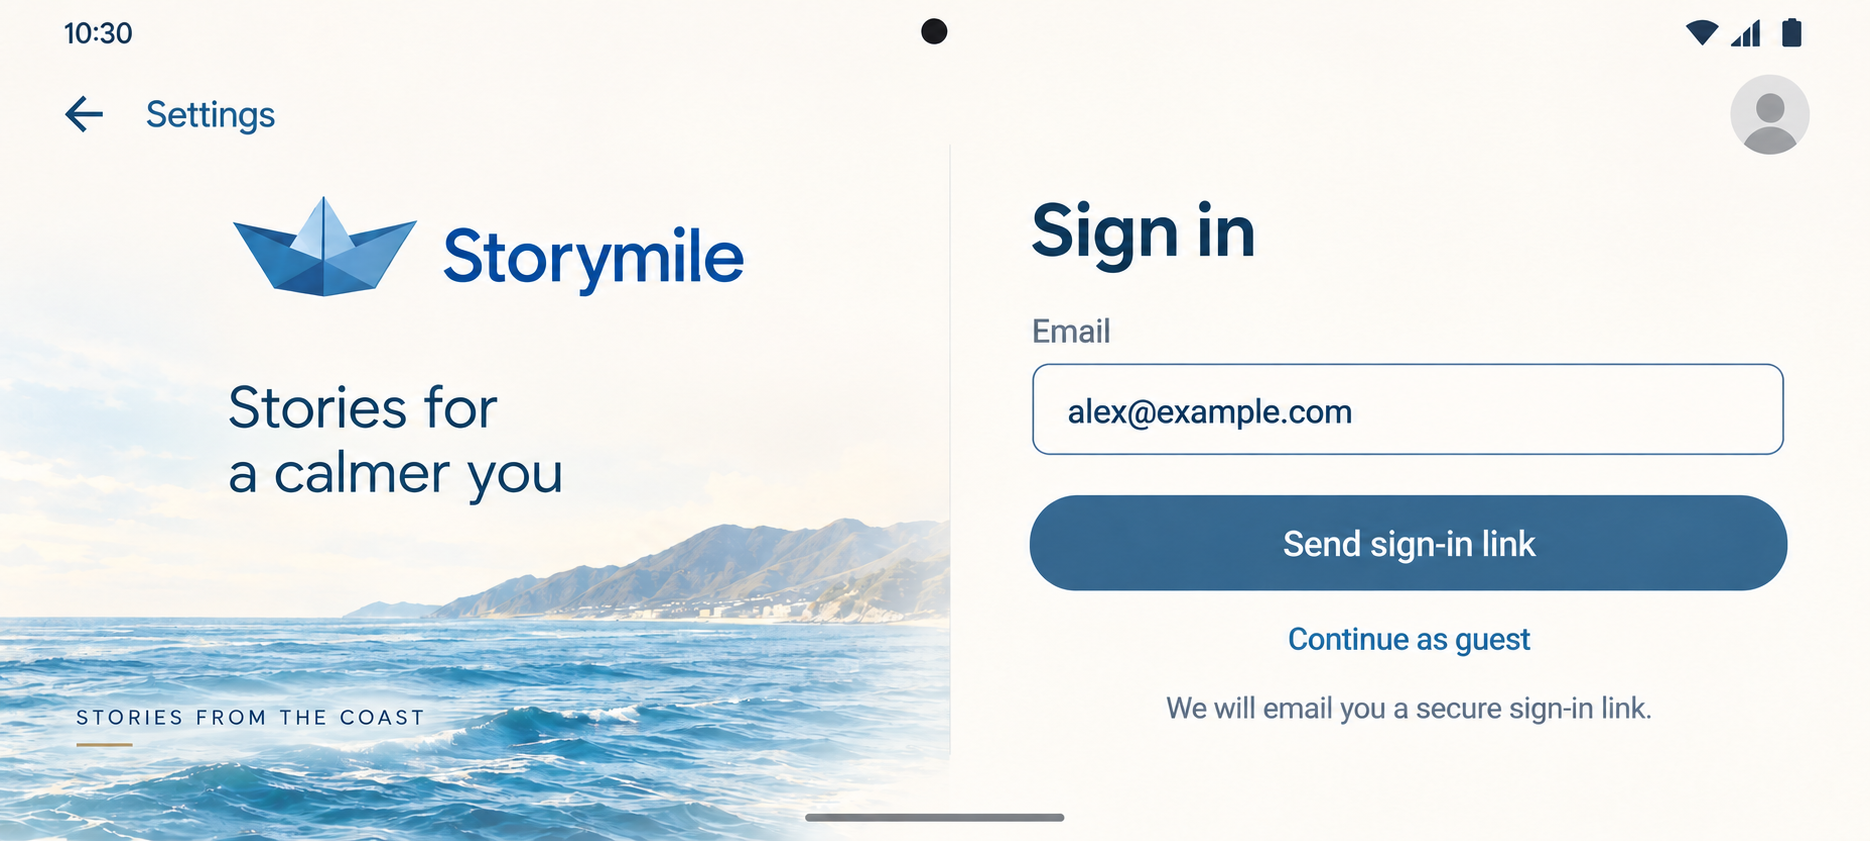 10:30
Settings
Storymile
Stories for
a calmer you
STORIES FROM THE COAST
Sign in
Email
alex@example.com
Send sign-in link
Continue as guest
We will email you a secure sign-in link.